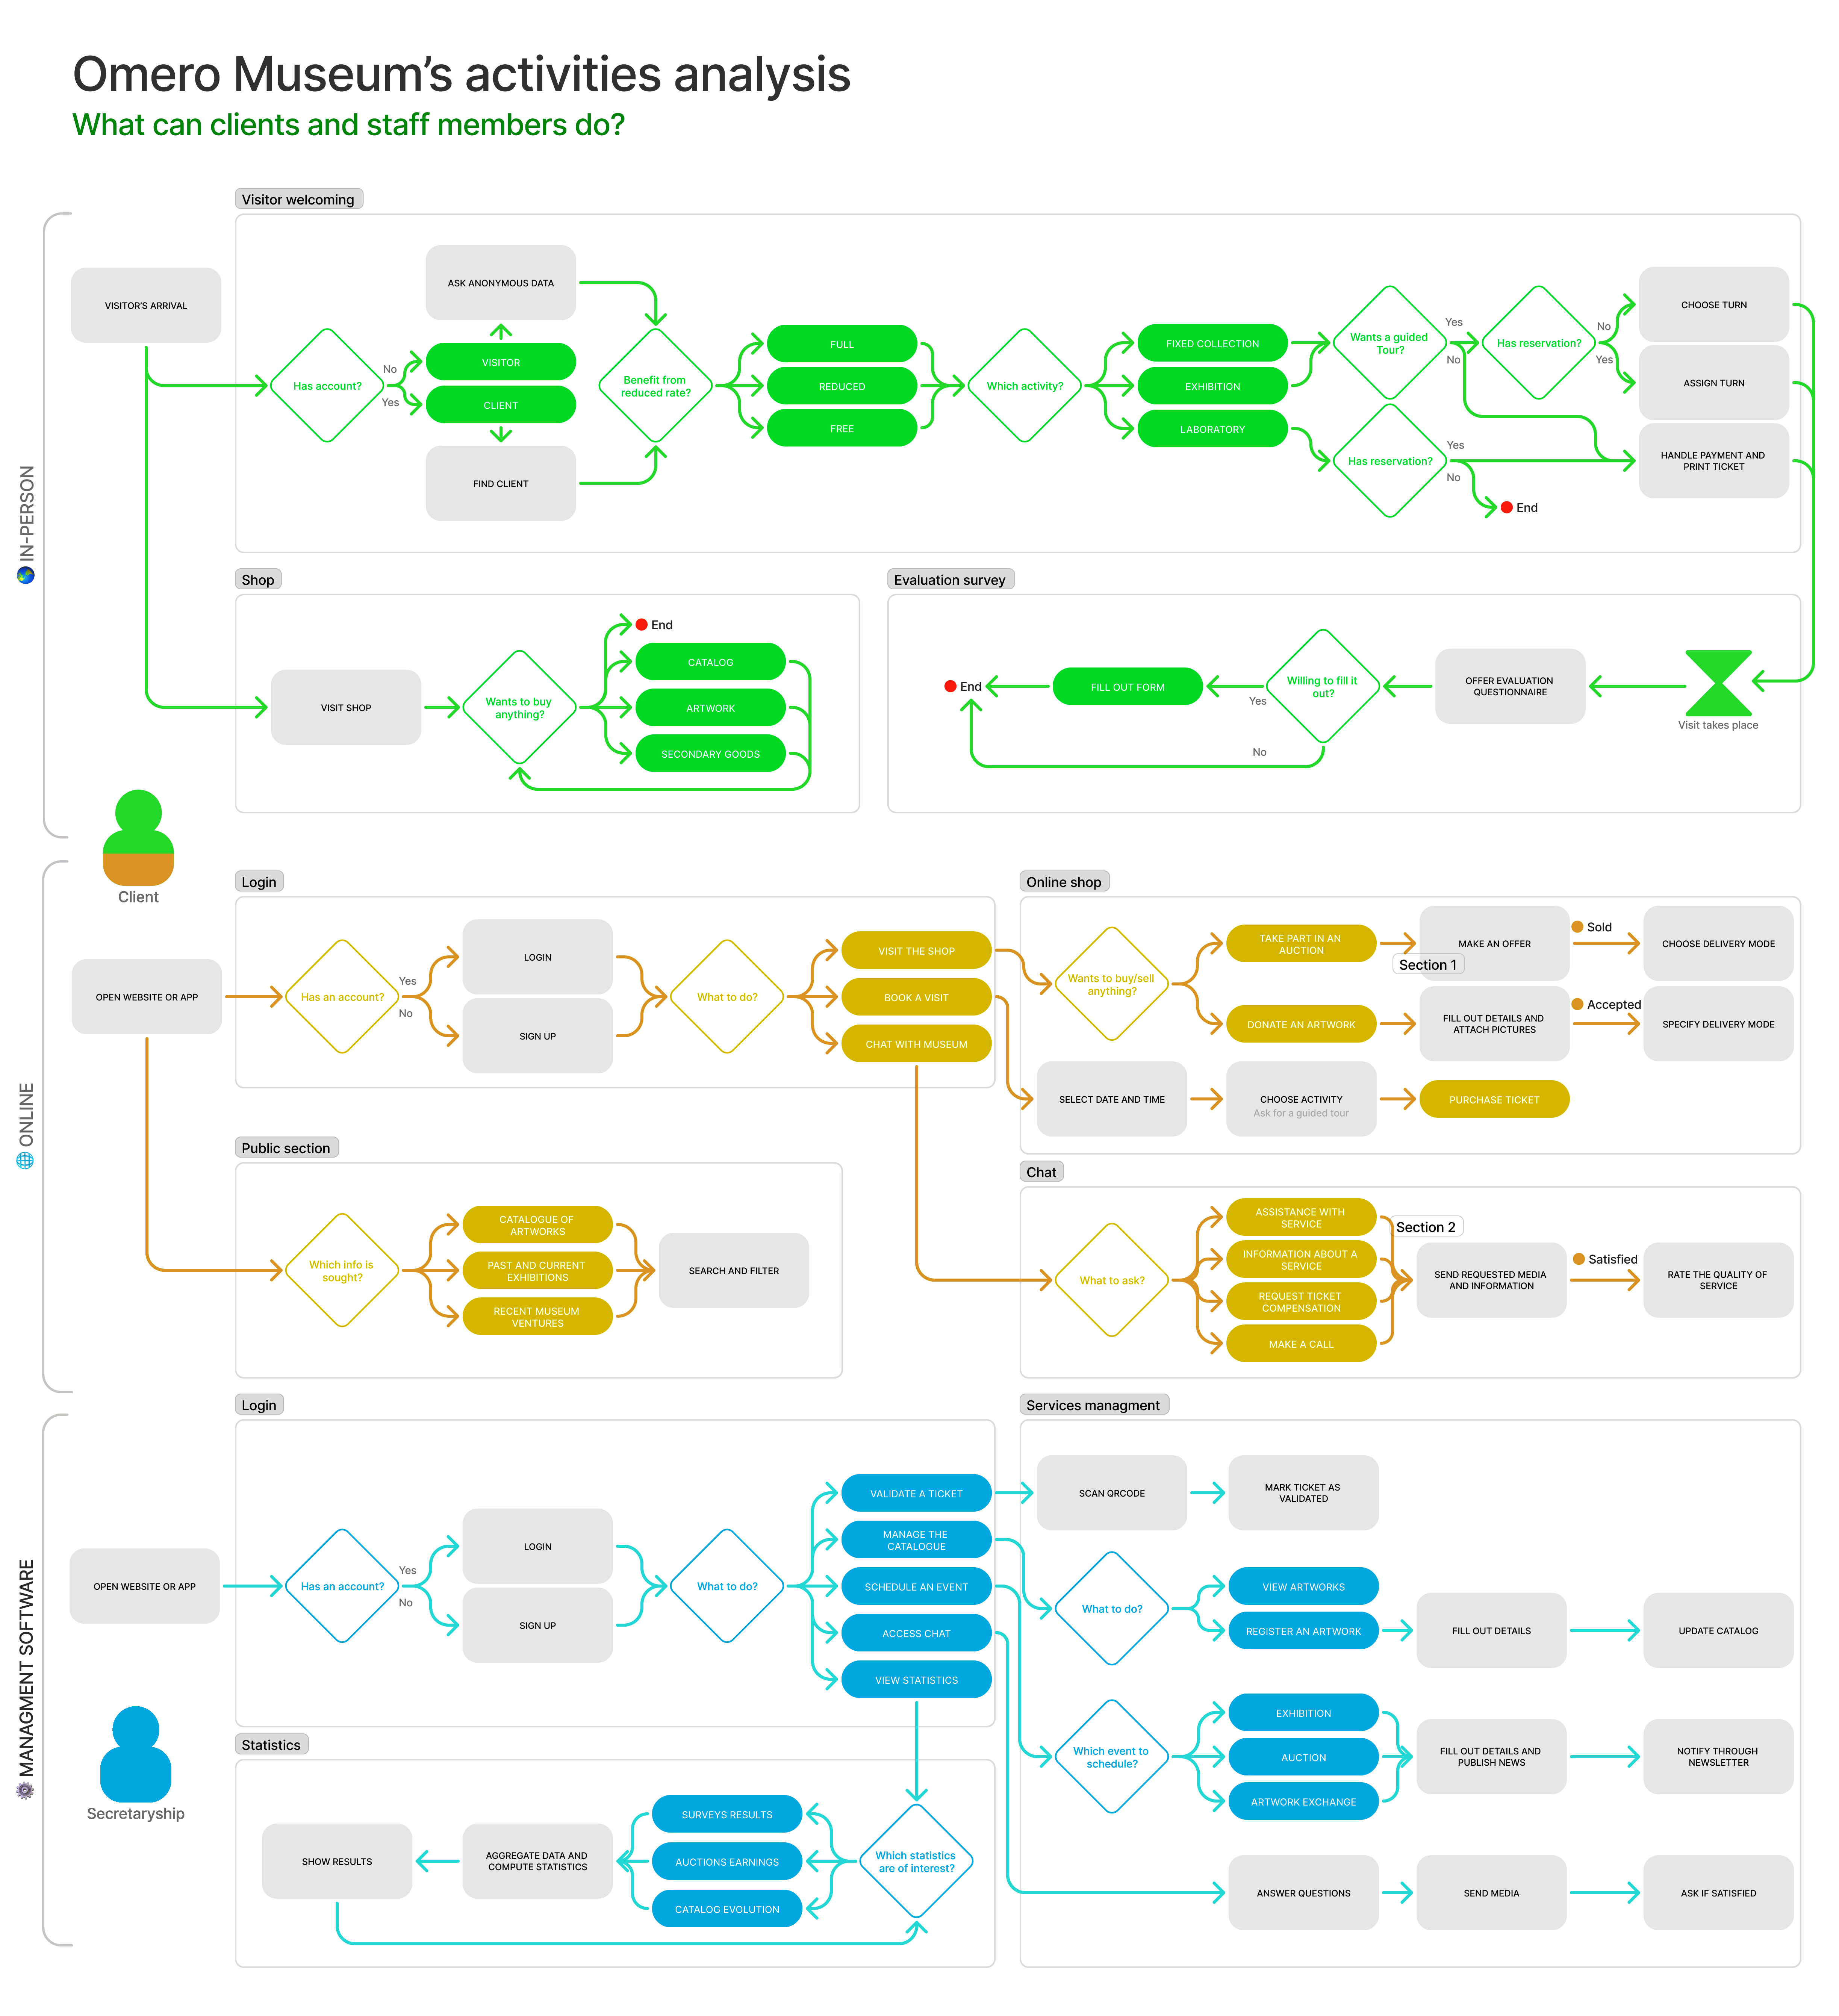 Omero Museum's activities analysis
What can clients and staff members do?
IN-PERSON
Visitor welcoming
VISITOR'S ARRIVAL
Has account?
No
Yes
ASK ANONYMOUS DATA
VISITOR
CLIENT
FIND CLIENT
Benefit from
reduced rate?
FULL
REDUCED
FREE
Which activity?
FIXED COLLECTION
EXHIBITION
LABORATORY
Wants a guided
Tour?
Yes
No
Has reservation?
No
Yes
CHOOSE TURN
ASSIGN TURN
Has reservation?
Yes
No
HANDLE PAYMENT AND
PRINT TICKET
End
Shop
VISIT SHOP
Wants to buy
anything?
End
CATALOG
ARTWORK
SECONDARY GOODS
Evaluation survey
End
FILL OUT FORM
Yes
No
Willing to fill it
out?
OFFER EVALUATION
QUESTIONNAIRE
Visit takes place
Client
ONLINE
Login
OPEN WEBSITE OR APP
Has an account?
Yes
No
LOGIN
SIGN UP
What to do?
VISIT THE SHOP
BOOK A VISIT
CHAT WITH MUSEUM
Online shop
Wants to buy/sell
anything?
TAKE PART IN AN
AUCTION
MAKE AN OFFER
Section 1
Sold
CHOOSE DELIVERY MODE
DONATE AN ARTWORK
FILL OUT DETAILS AND
ATTACH PICTURES
Accepted
SPECIFY DELIVERY MODE
SELECT DATE AND TIME
CHOOSE ACTIVITY
Ask for a guided tour
PURCHASE TICKET
Public section
Which info is
sought?
CATALOGUE OF
ARTWORKS
PAST AND CURRENT
EXHIBITIONS
RECENT MUSEUM
VENTURES
SEARCH AND FILTER
Chat
What to ask?
ASSISTANCE WITH
SERVICE
INFORMATION ABOUT A
SERVICE
REQUEST TICKET
COMPENSATION
MAKE A CALL
Section 2
SEND REQUESTED MEDIA
AND INFORMATION
Satisfied
RATE THE QUALITY OF
SERVICE
MANAGMENT SOFTWARE
Login
OPEN WEBSITE OR APP
Has an account?
Yes
No
LOGIN
SIGN UP
What to do?
VALIDATE A TICKET
MANAGE THE
CATALOGUE
SCHEDULE AN EVENT
ACCESS CHAT
VIEW STATISTICS
Secretaryship
Services managment
SCAN QRCODE
MARK TICKET AS
VALIDATED
What to do?
VIEW ARTWORKS
REGISTER AN ARTWORK
FILL OUT DETAILS
UPDATE CATALOG
Which event to
schedule?
EXHIBITION
AUCTION
ARTWORK EXCHANGE
FILL OUT DETAILS AND
PUBLISH NEWS
NOTIFY THROUGH
NEWSLETTER
ANSWER QUESTIONS
SEND MEDIA
ASK IF SATISFIED
Statistics
SHOW RESULTS
AGGREGATE DATA AND
COMPUTE STATISTICS
SURVEYS RESULTS
AUCTIONS EARNINGS
CATALOG EVOLUTION
Which statistics
are of interest?